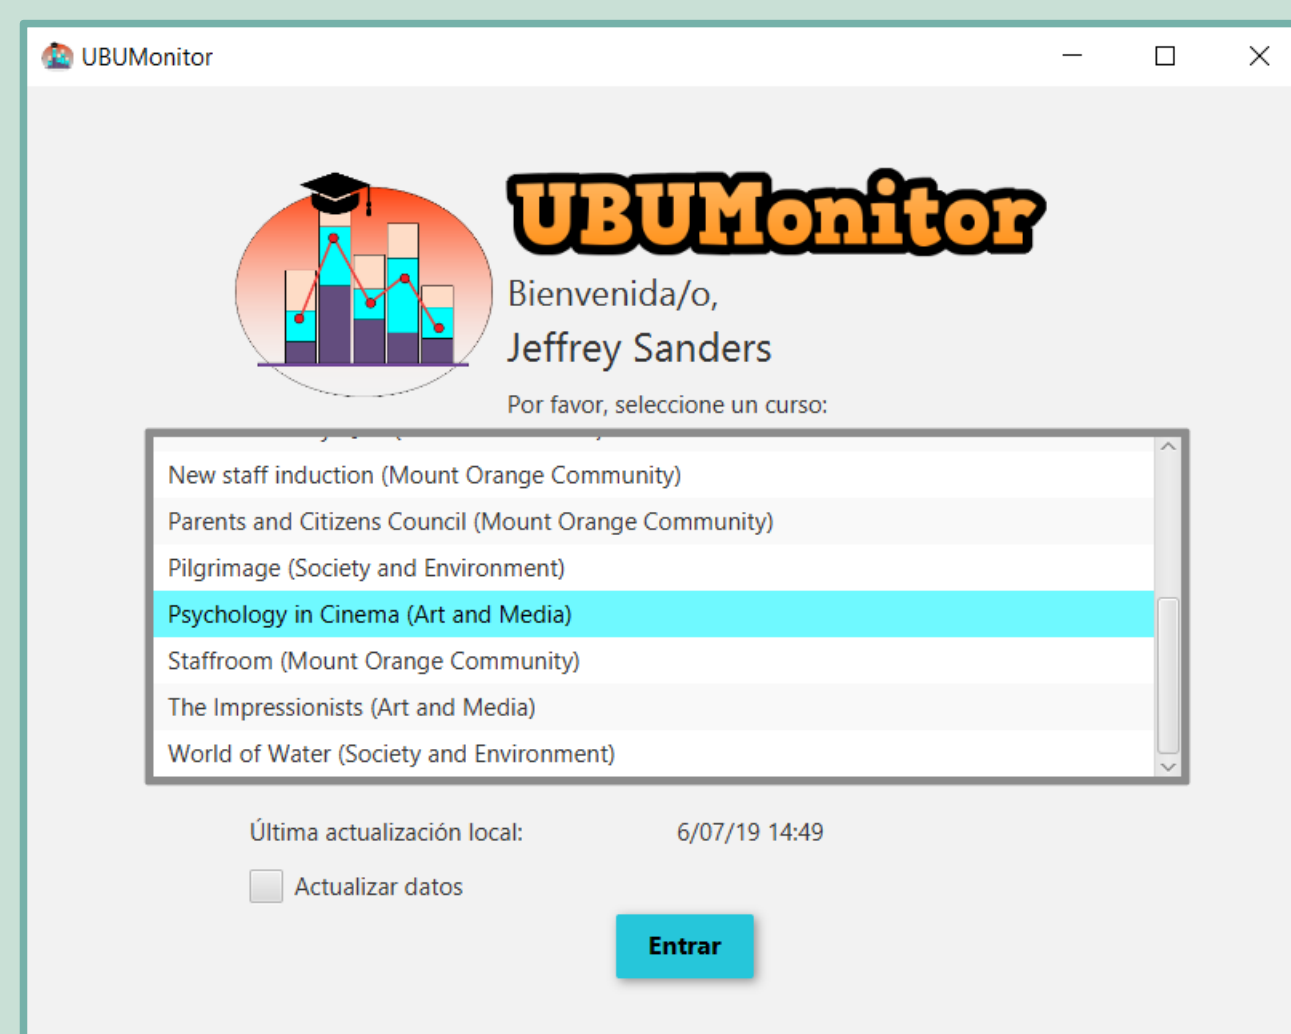 UBUMonitor
UBUMonitor
Bienvenida/o,
Jeffrey Sanders
Por favor, seleccione un curso:
New staff induction (Mount Orange Community)
Parents and Citizens Council (Mount Orange Community)
Pilgrimage (Society and Environment)
Psychology in Cinema (Art and Media)
Staffroom (Mount Orange Community)
The Impressionists (Art and Media)
World of Water (Society and Environment)
Última actualización local: 6/07/19 14:49
Actualizar datos
Entrar